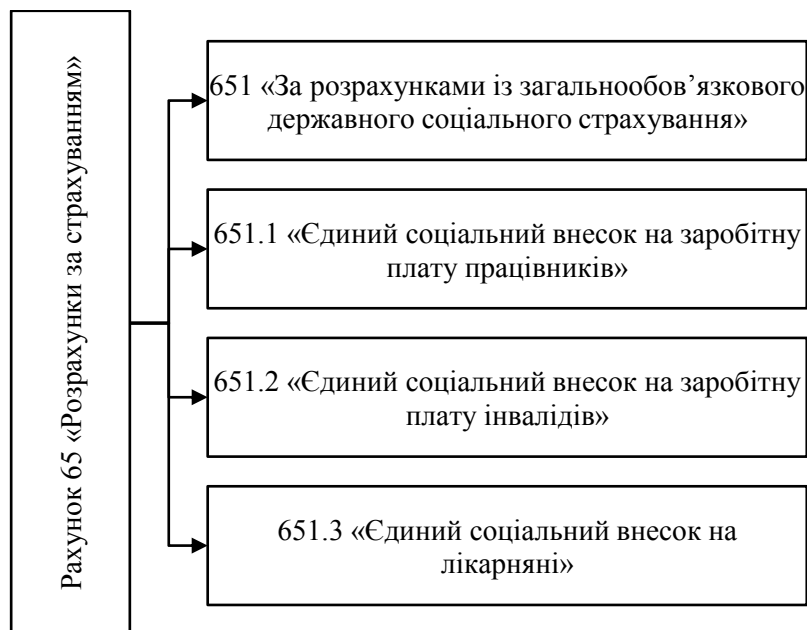 Рахунок 65 «Розрахунки за страхуванням»
651 «За розрахунками із загальнообов’язкового
державного соціального страхування»
651.1 «Єдиний соціальний внесок на заробітну
плату працівників»
651.2 «Єдиний соціальний внесок на заробітну
плату інвалідів»
651.3 «Єдиний соціальний внесок на
лікарняні»